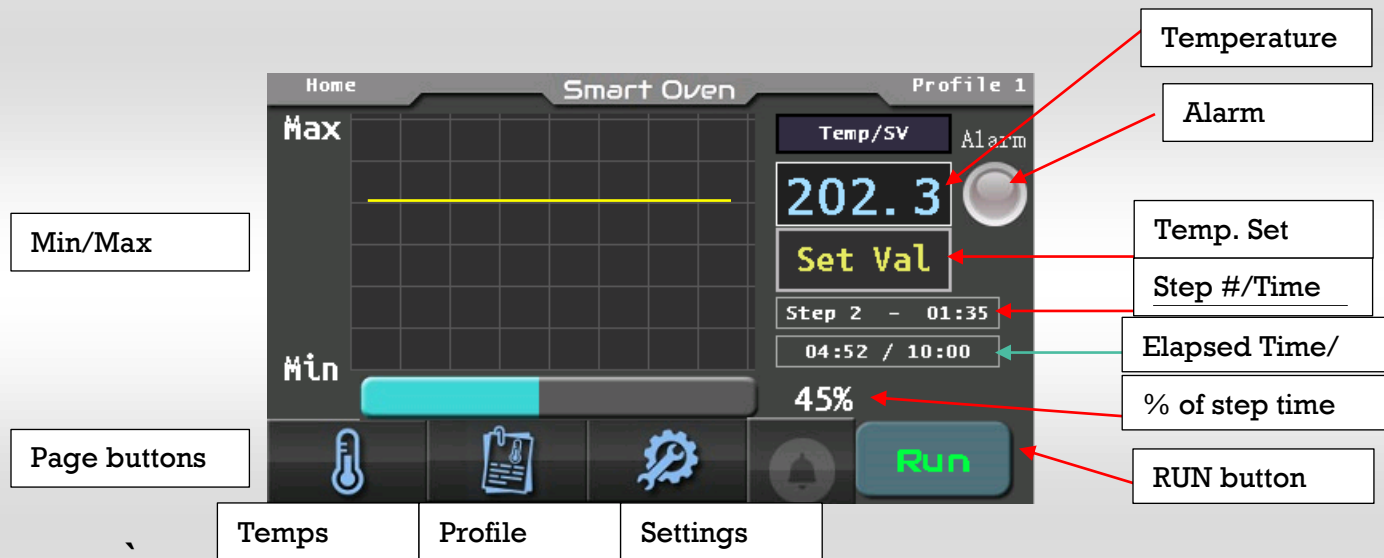 Temperature
Home Smart Oven Profile 1
Alarm
Max Temp/SV Alarm
202.3
Min/Max
Temp. Set
Set Val
Step #/Time
Step 2 - 01:35
Elapsed Time/
04:52 / 10:00
Min
45%
% of step time
Page buttons
Run
RUN button
Temps Profile Settings
`